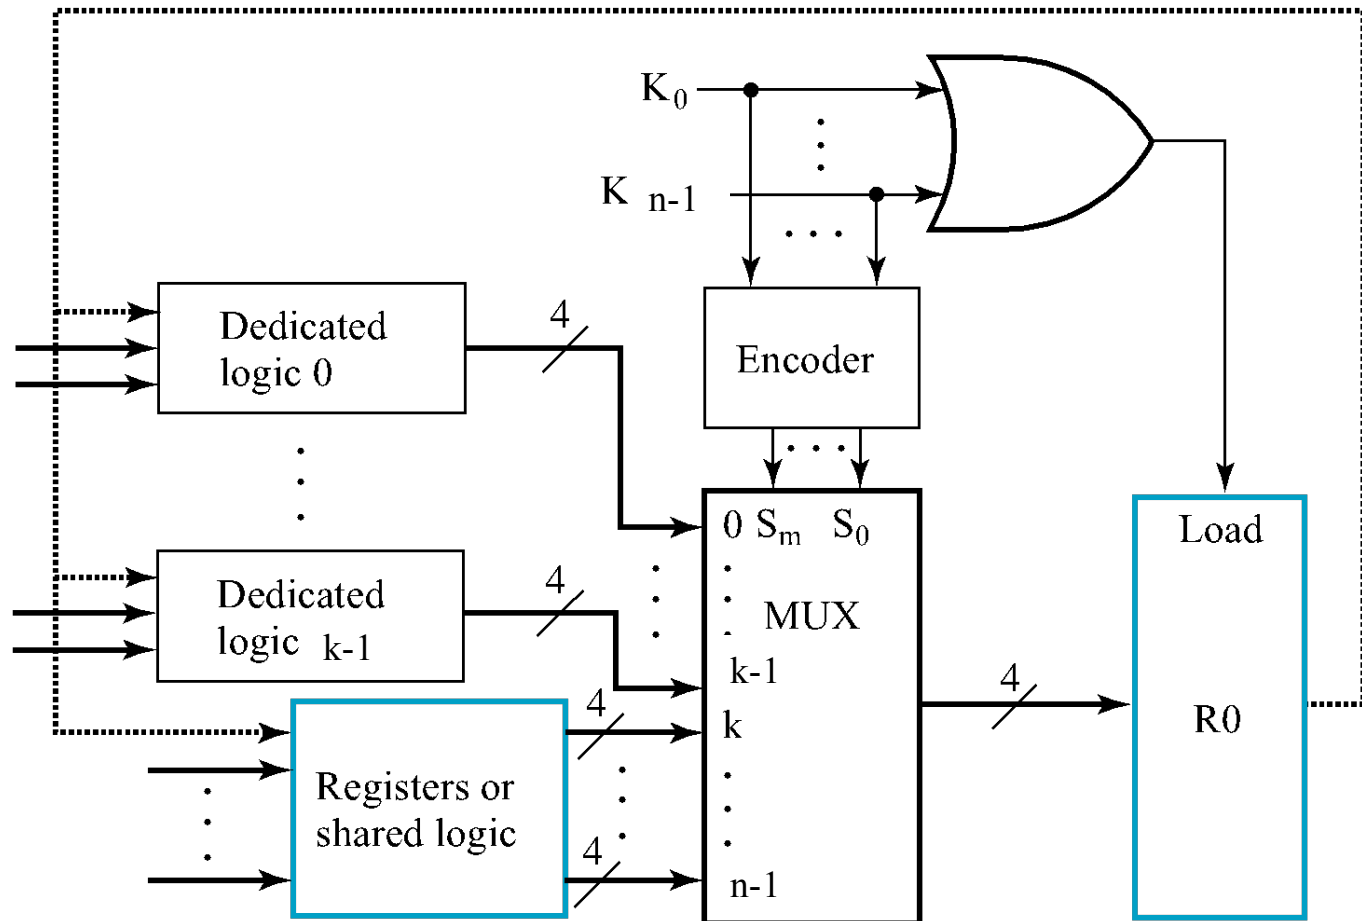 K0
K n-1
Dedicated
logic 0
4
Encoder
0 Sm S0
Load
Dedicated
logic k-1
4
MUX
k-1
4
k
4
R0
Registers or
shared logic
4
n-1